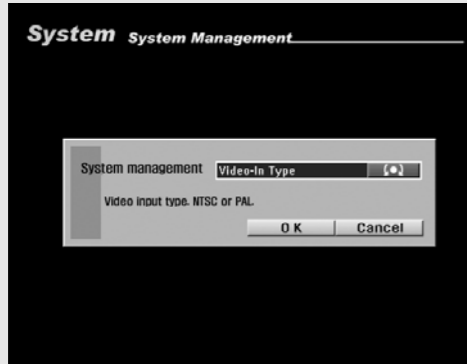 System System Management
System management Video-In Type
Video input type. NTSC or PAL.
OK Cancel